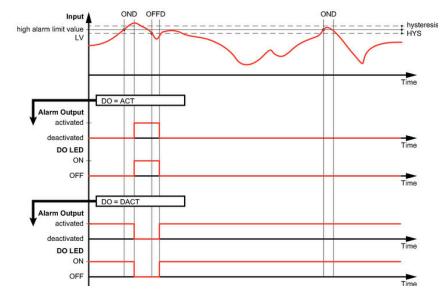 Input
OND OFFD
OND
high alarm limit value
LV
hysteresis
HYS
Time
DO = ACT
Alarm Output
activated
deactivated
Time
DO LED
ON
OFF
Time
DO = DACT
Alarm Output
activated
deactivated
Time
DO LED
ON
OFF
Time